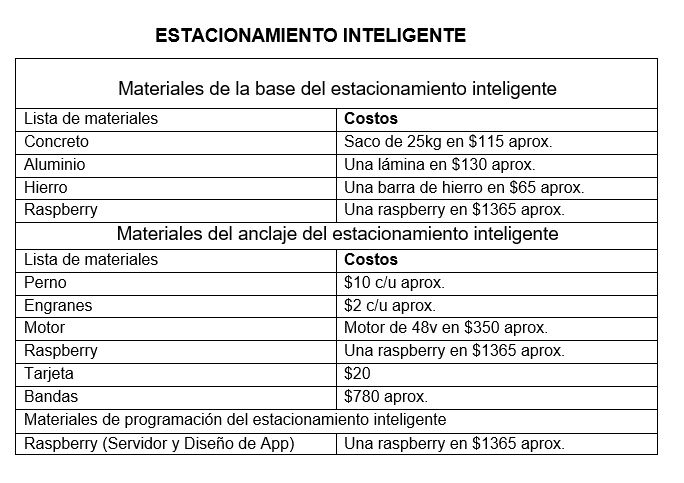 ESTACIONAMIENTO INTELIGENTE
Materiales de la base del estacionamiento inteligente
Lista de materiales Costos
Concreto Saco de 25kg en $115 aprox.
Aluminio Una lámina en $130 aprox.
Hierro Una barra de hierro en $65 aprox.
Raspberry Una raspberry en $1365 aprox.
Materiales del anclaje del estacionamiento inteligente
Lista de materiales Costos
Perno $10 c/u aprox.
Engranes $2 c/u aprox.
Motor Motor de 48v en $350 aprox.
Raspberry Una raspberry en $1365 aprox.
Tarjeta $20
Bandas $780 aprox.
Materiales de programación del estacionamiento inteligente
Raspberry (Servidor y Diseño de App) Una raspberry en $1365 aprox.